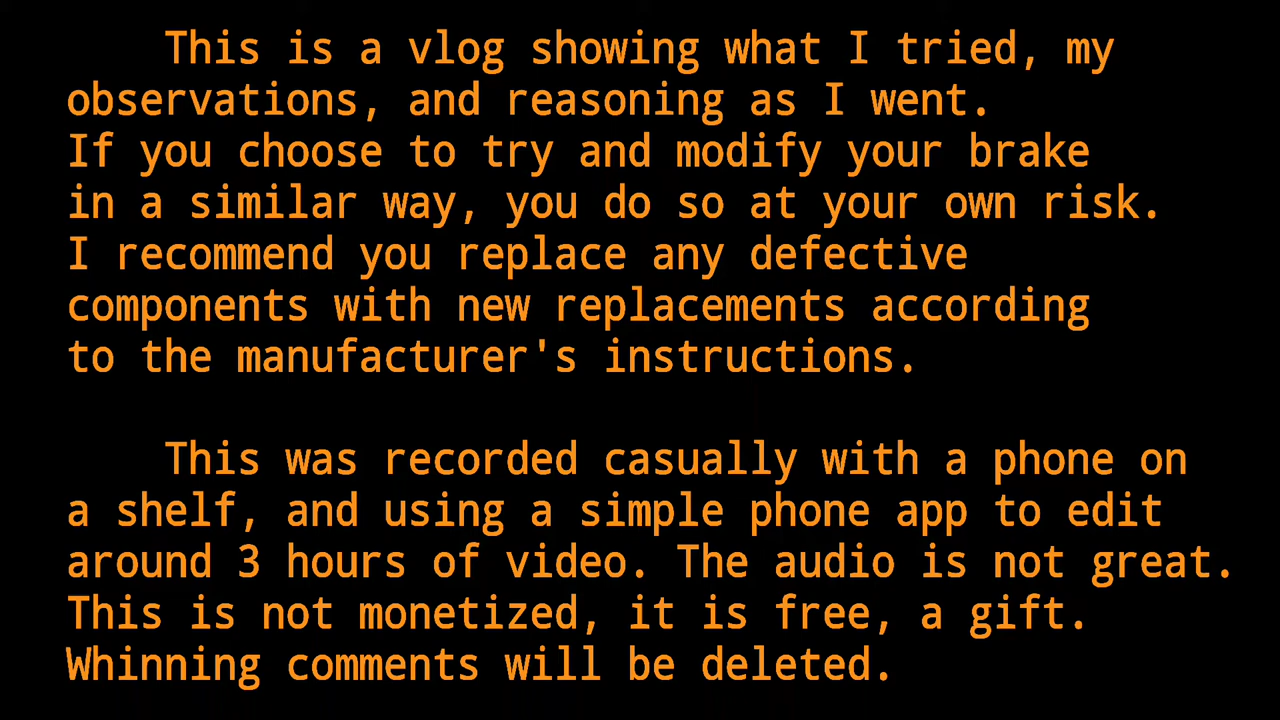 This is a vlog showing what I tried, my
observations, and reasoning as I went.
If you choose to try and modify your brake
in a similar way, you do so at your own risk.
I recommend you replace any defective
components with new replacements according
to the manufacturer's instructions.
This was recorded casually with a phone on
a shelf, and using a simple phone app to edit
around 3 hours of video. The audio is not great.
This is not monetized, it is free, a gift.
Whinning comments will be deleted.